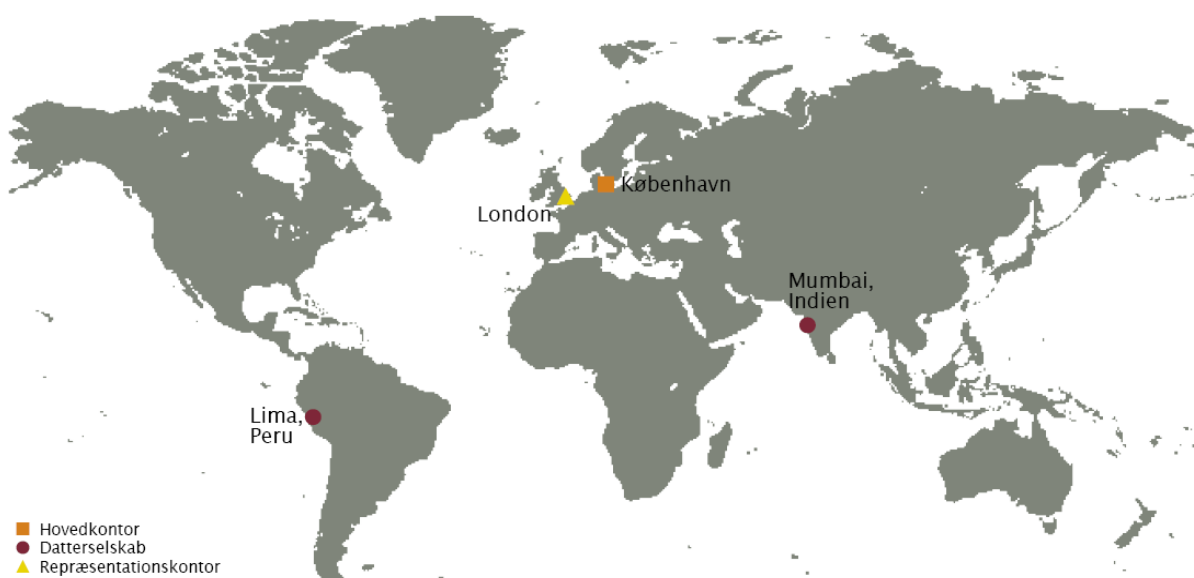 København
London
Mumbai,
Indien
Lima,
Peru
Hovedkontor
Datterselskab
Repræsentationskontor